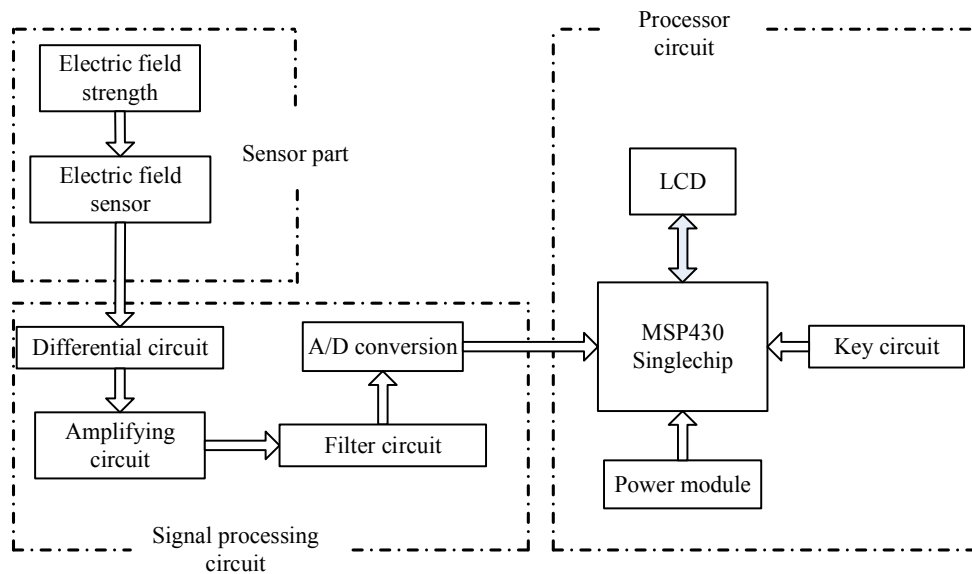 Electric field
strength
Electric field
sensor
Sensor part
Differential circuit
Amplifying
circuit
Filter circuit
A/D conversion
Signal processing
circuit
Processor
circuit
LCD
MSP430
Singlechip
Key circuit
Power module